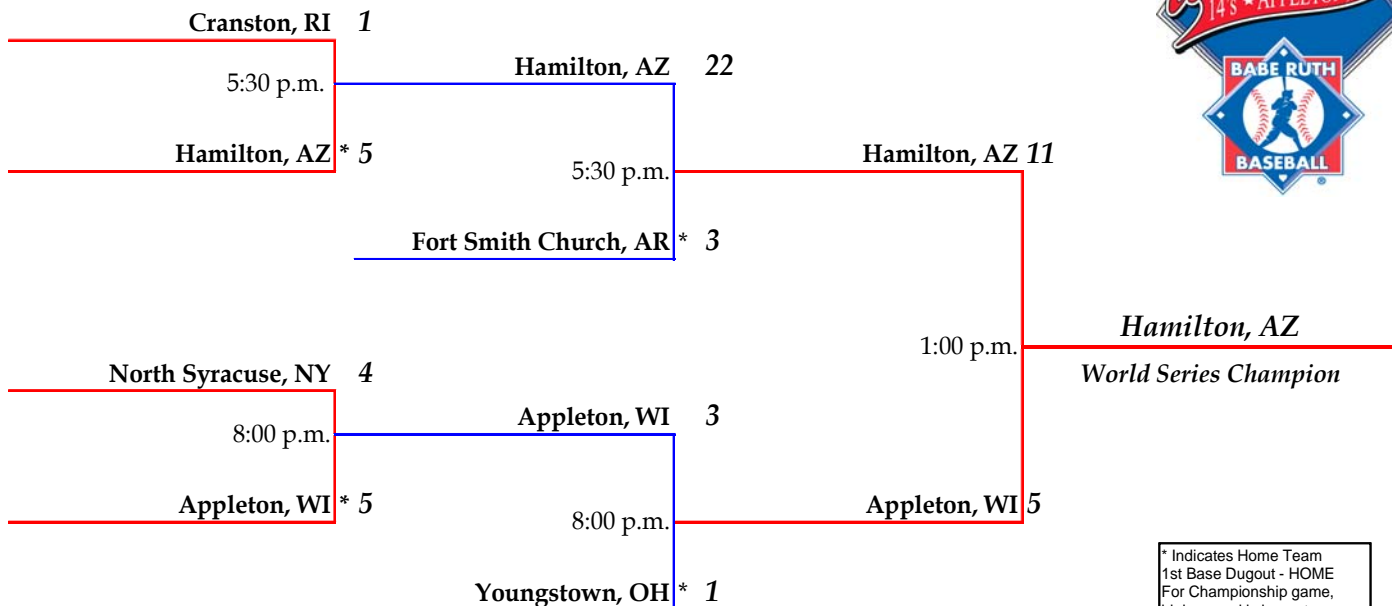 14's ★ APPLETON,
BABE RUTH
BASEBALL
®
Cranston, RI 1
5:30 p.m.
Hamilton, AZ * 5
Hamilton, AZ 22
5:30 p.m.
Fort Smith Church, AR * 3
Hamilton, AZ 11
North Syracuse, NY 4
8:00 p.m.
Appleton, WI * 5
Appleton, WI 3
8:00 p.m.
Youngstown, OH * 1
1:00 p.m.
Appleton, WI 5
Hamilton, AZ
World Series Champion
* Indicates Home Team
1st Base Dugout - HOME
For Championship game,